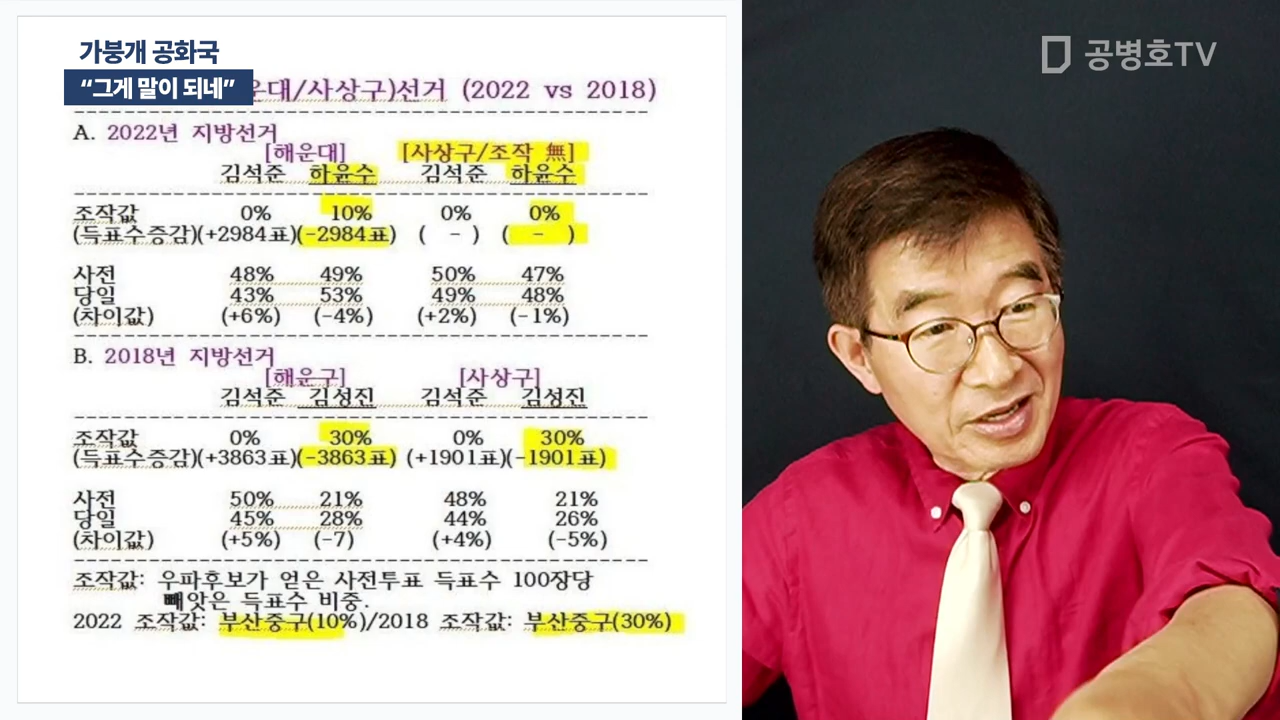 가붕개 공화국
“그게 말이 되네”
운대/사상구)선거 (2022 vs 2018)
A. 2022년 지방선거
[해운대] [사상구/조작 無]
김석준 하윤수 김석준 하윤수
조작값 0% 10% 0% 0%
(득표수증감)(+2984표)(-2984표) ( - ) ( - )
사전 48% 49% 50% 47%
당일 43% 53% 49% 48%
(차이값) (+6%) (-4%) (+2%) (-1%)
B. 2018년 지방선거
[해운구] [사상구]
김석준 김성진 김석준 김성진
조작값 0% 30% 0% 30%
(득표수증감)(+3863표)(-3863표) (+1901표)(-1901표)
사전 50% 21% 48% 21%
당일 45% 28% 44% 26%
(차이값) (+5%) (-7) (+4%) (-5%)
조작값: 우파후보가 얻은 사전투표 득표수 100장당
빼앗은 득표수 비중.
2022 조작값: 부산중구(10%)/2018 조작값: 부산중구(30%)
공병호TV